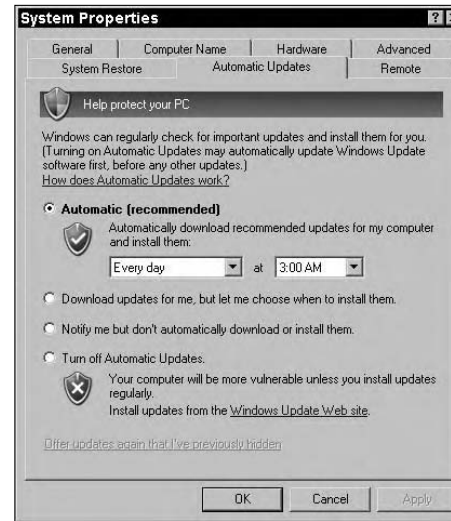 System Properties
General Computer Name Hardware Advanced
System Restore Automatic Updates Remote
Help protect your PC
Windows can regularly check for important updates and install them for you.
(Turning on Automatic Updates may automatically update Windows Update
software first, before any other updates.)
How does Automatic Updates work?
Automatic (recommended)
Automatically download recommended updates for my computer
and install them:
Every day at 3:00 AM
Download updates for me, but let me choose when to install them.
Notify me but don't automatically download or install them.
Turn off Automatic Updates.
Your computer will be more vulnerable unless you install updates
regularly.
Install updates from the Windows Update Web site.
Offer updates again that I've previously hidden
OK Cancel Apply